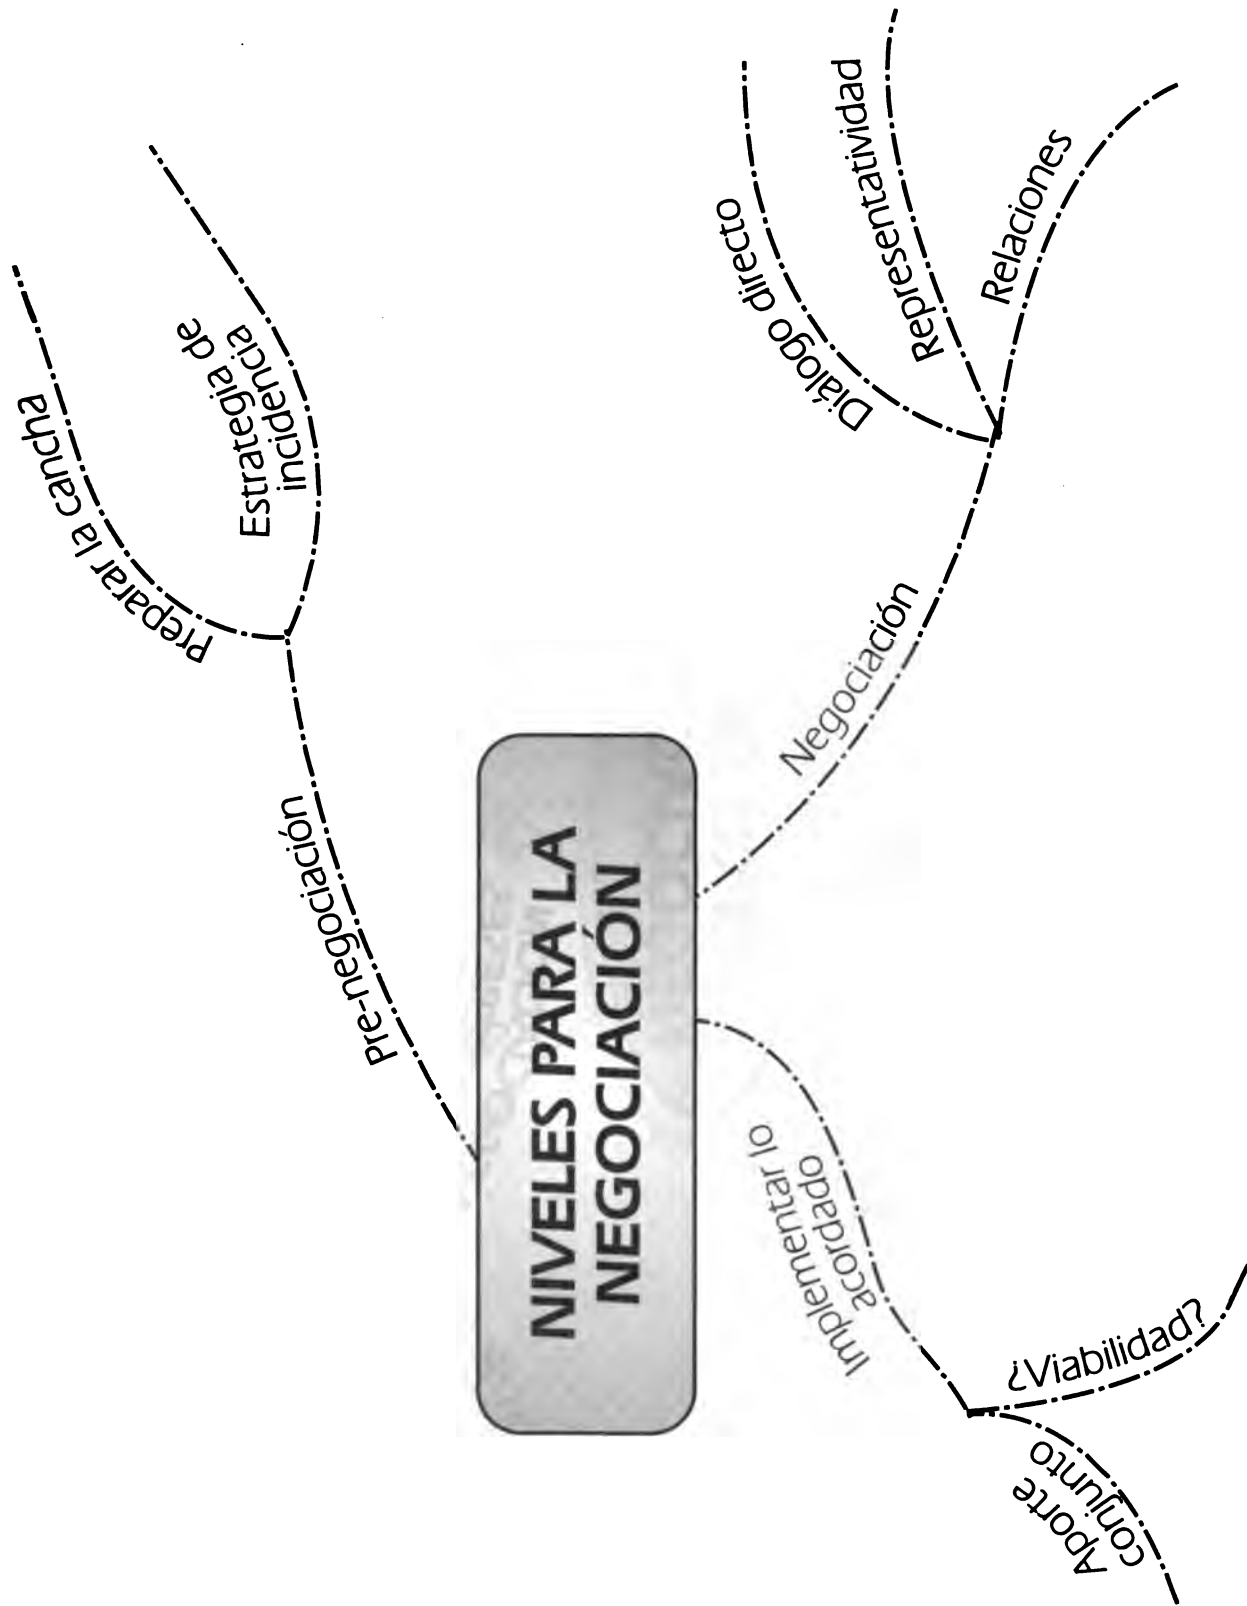 NIVELES PARA LA
NEGOCIACIÓN
Pre-negociación
Preparar la cancha
Estrategia de
incidencia
Negociación
Diálogo directo
Representatividad
Relaciones
Implementar lo
acordado
¿Viabilidad?
Aporte
conjunto